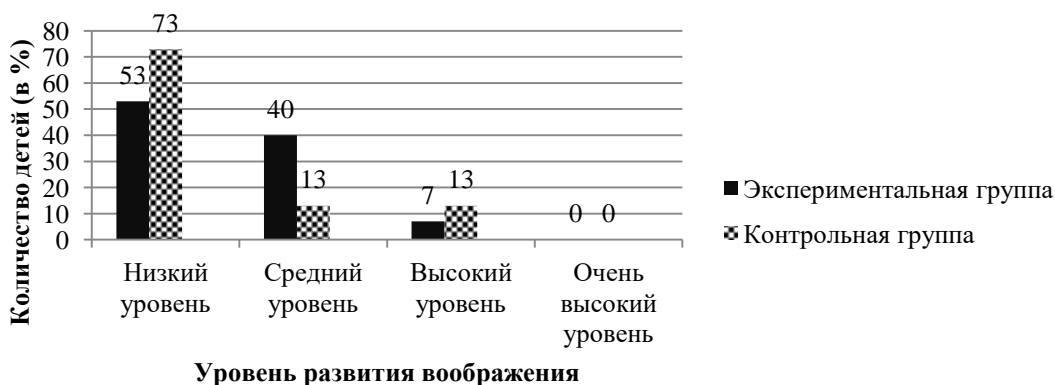 Количество детей (в %)
80
70
60
50
40
30
20
10
0
53
73
40
13
7
13
0
0
Низкий
уровень
Средний
уровень
Высокий
уровень
Очень
высокий
уровень
Уровень развития воображения
Экспериментальная группа
Контрольная группа